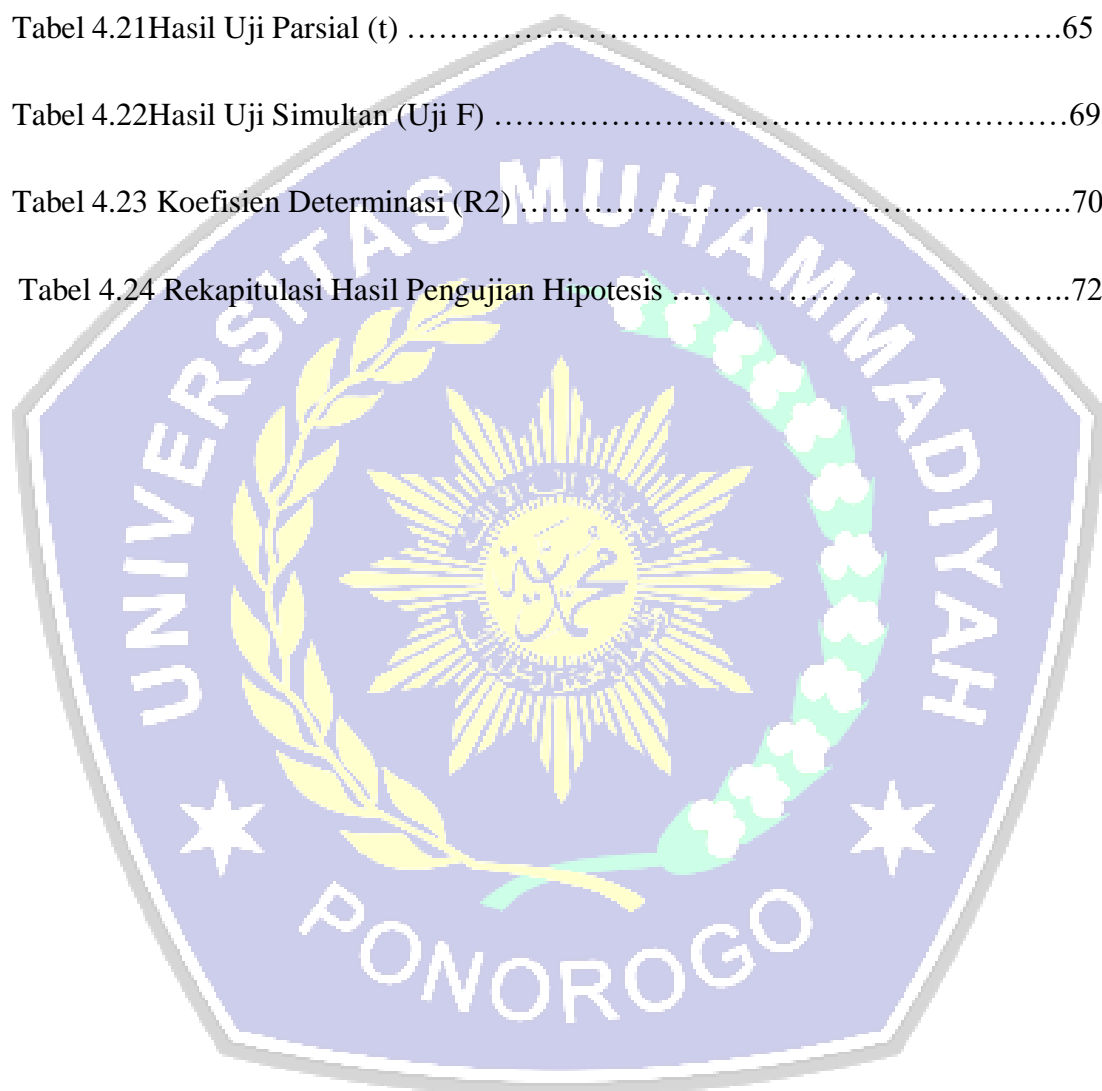 Tabel 4.21Hasil Uji Parsial (t) ……………………………………………….…….65
Tabel 4.22Hasil Uji Simultan (Uji F) ………………………………………………69
Tabel 4.23 Koefisien Determinasi (R2) …………………………………………….70
Tabel 4.24 Rekapitulasi Hasil Pengujian Hipotesis ………………………………..72
UNIVERSITAS MUHAMMADIYAH
PONOROGO